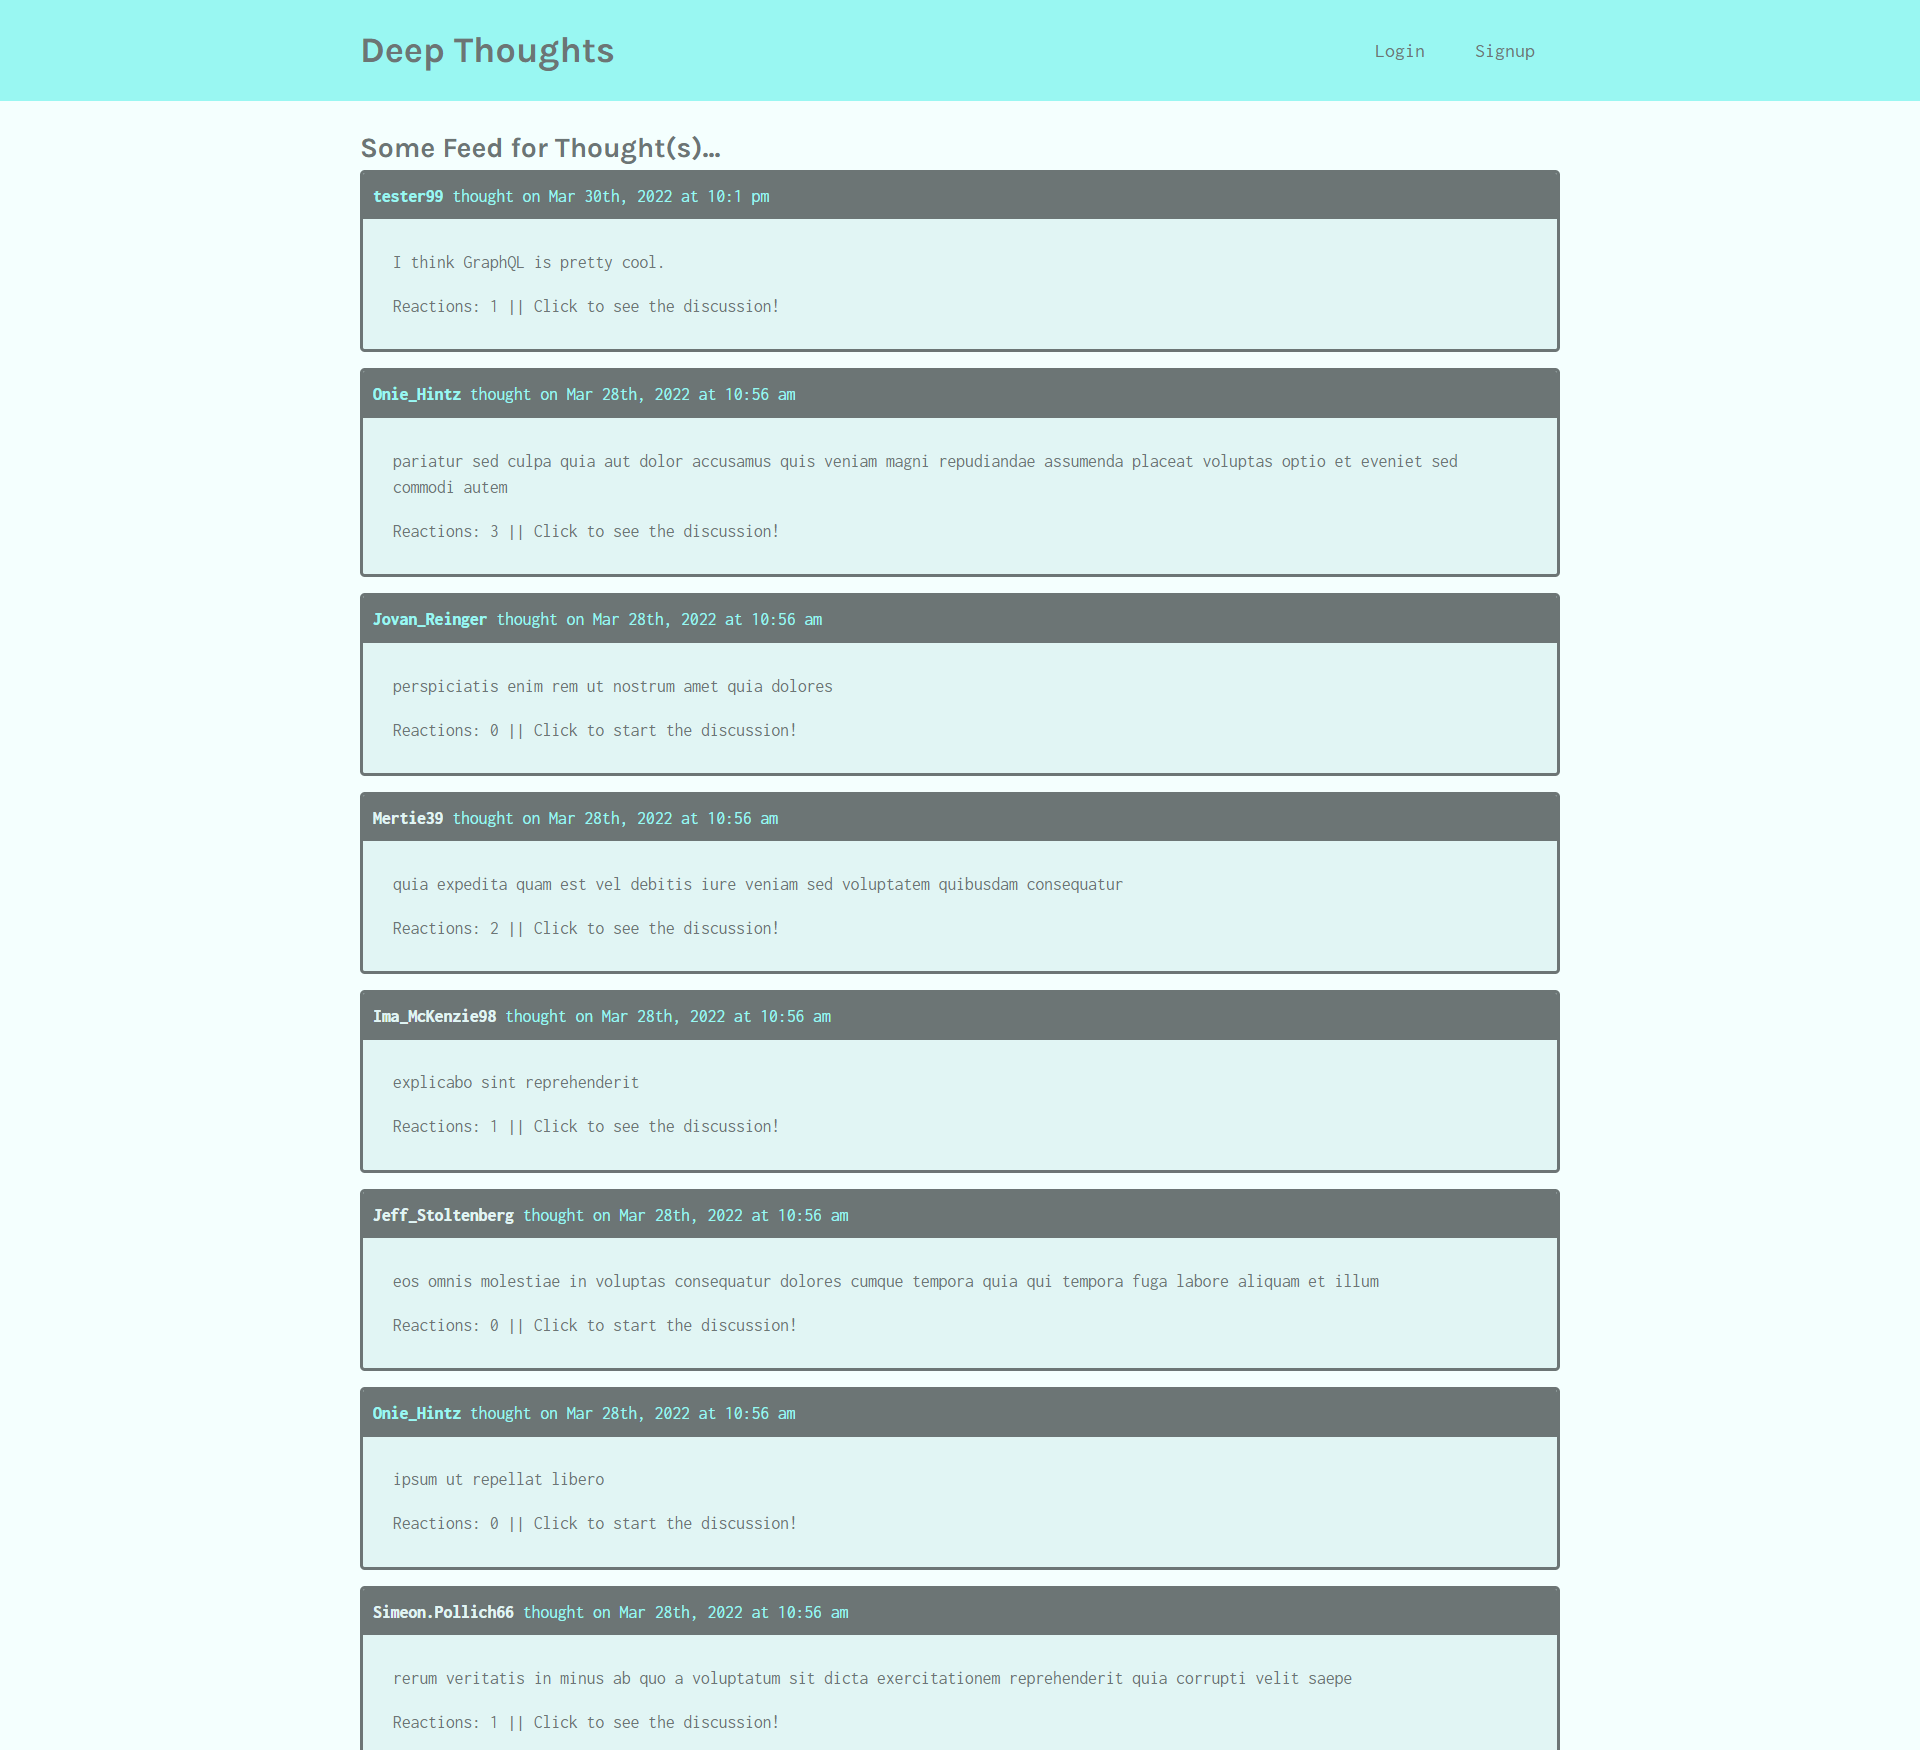 Deep Thoughts
Login
Signup
Some Feed for Thought(s)...
tester99 thought on Mar 30th, 2022 at 10:1 pm
I think GraphQL is pretty cool.
Reactions: 1 || Click to see the discussion!
Onie_Hintz thought on Mar 28th, 2022 at 10:56 am
pariatur sed culpa quia aut dolor accusamus quis veniam magni repudiandae assumenda placeat voluptas optio et eveniet sed
commodi autem
Reactions: 3 || Click to see the discussion!
Jovan_Reinger thought on Mar 28th, 2022 at 10:56 am
perspiciatis enim rem ut nostrum amet quia dolores
Reactions: 0 || Click to start the discussion!
Mertie39 thought on Mar 28th, 2022 at 10:56 am
quia expedita quam est vel debitis iure veniam sed voluptatem quibusdam consequatur
Reactions: 2 || Click to see the discussion!
Ima_McKenzie98 thought on Mar 28th, 2022 at 10:56 am
explicabo sint reprehenderit
Reactions: 1 || Click to see the discussion!
Jeff_Stoltenberg thought on Mar 28th, 2022 at 10:56 am
eos omnis molestiae in voluptas consequatur dolores cumque tempora quia qui tempora fuga labore aliquam et illum
Reactions: 0 || Click to start the discussion!
Onie_Hintz thought on Mar 28th, 2022 at 10:56 am
ipsum ut repellat libero
Reactions: 0 || Click to start the discussion!
Simeon.Pollich66 thought on Mar 28th, 2022 at 10:56 am
rerum veritatis in minus ab quo a voluptatum sit dicta exercitationem reprehenderit quia corrupti velit saepe
Reactions: 1 || Click to see the discussion!